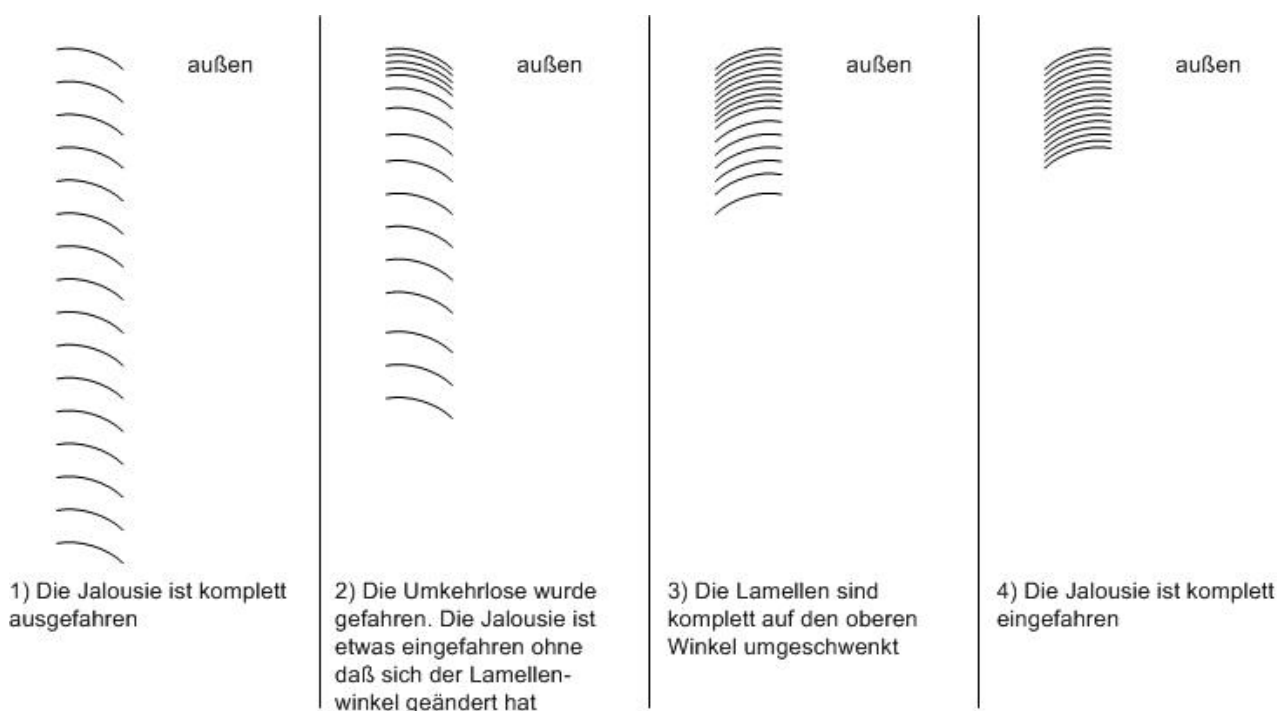 außen
außen
außen
außen
1) Die Jalousie ist komplett
ausgefahren
2) Die Umkehrlose wurde
gefahren. Die Jalousie ist
etwas eingefahren ohne
daß sich der Lamellen-
winkel geändert hat
3) Die Lamellen sind
komplett auf den oberen
Winkel umgeschwenkt
4) Die Jalousie ist komplett
eingefahren